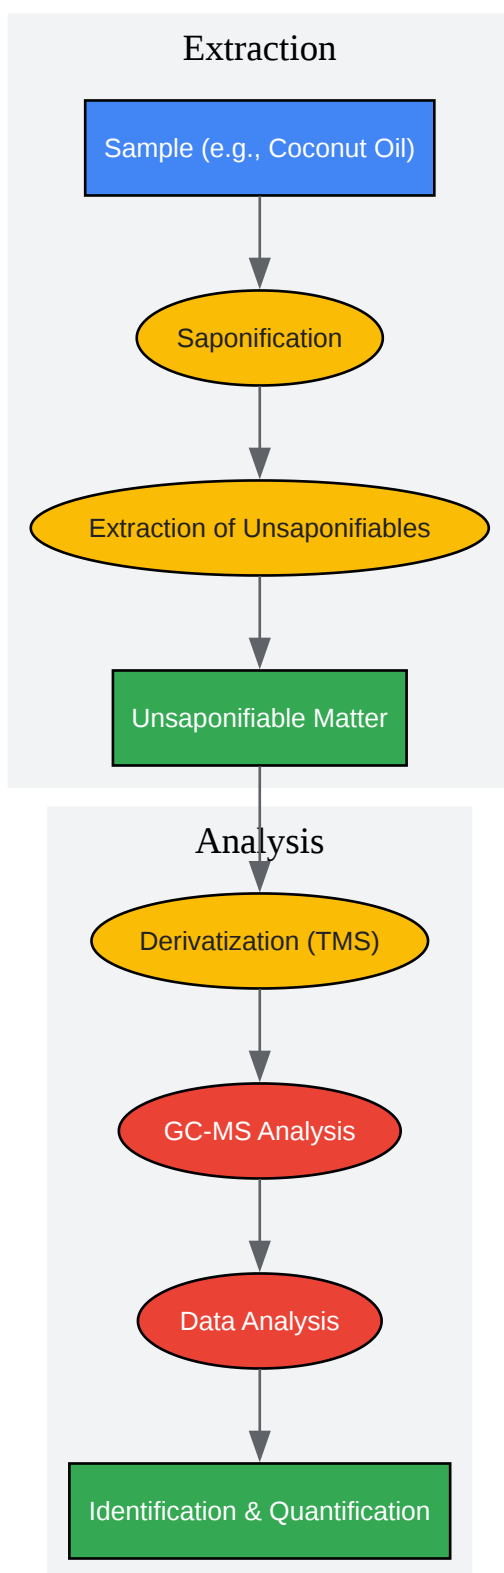 Extraction
Sample (e.g., Coconut Oil)
Saponification
Extraction of Unsaponifiables
Unsaponifiable Matter
Analysis
Derivatization (TMS)
GC-MS Analysis
Data Analysis
Identification & Quantification